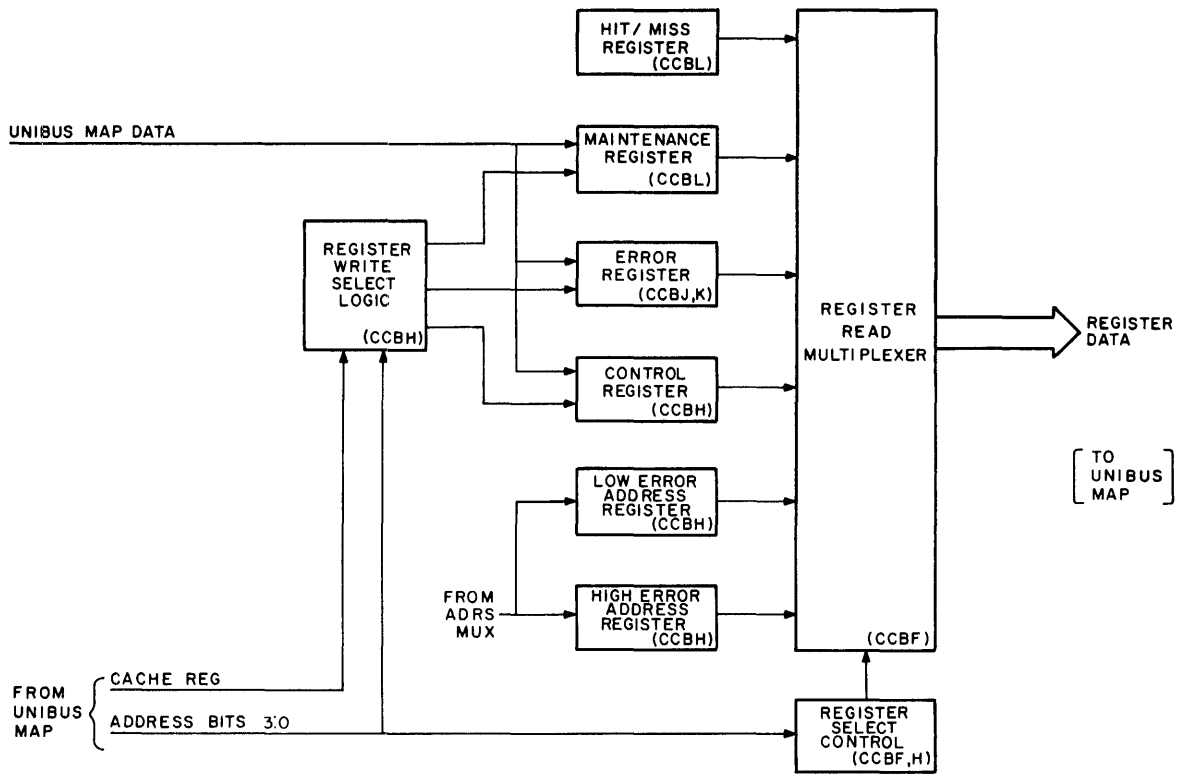 HIT/ MISS
REGISTER
(CCBL)
UNIBUS MAP DATA
MAINTENANCE
REGISTER
(CCBL)
REGISTER
WRITE
SELECT
LOGIC
(CCBH)
ERROR
REGISTER
(CCBJ,K)
REGISTER
READ
MULTIPLEXER
(CCBF)
REGISTER
DATA
CONTROL
REGISTER
(CCBH)
TO
UNIBUS
MAP
LOW ERROR
ADDRESS
REGISTER
(CCBH)
FROM
ADRS
MUX
HIGH ERROR
ADDRESS
REGISTER
(CCBH)
FROM
UNIBUS
MAP
CACHE REG
ADDRESS BITS 3:0
REGISTER
SELECT
CONTROL
(CCBF,H)